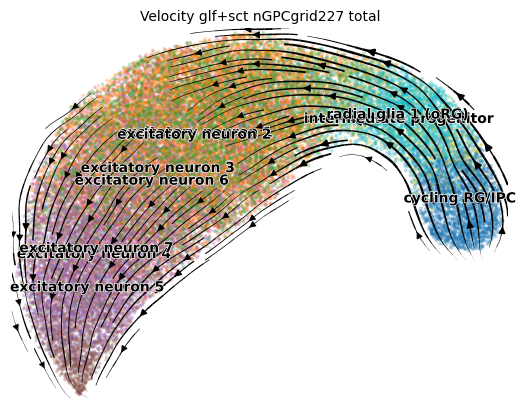 Velocity glf+sct nGPCgrid227 total
radial glia 1 (oRG)
intermediate progenitor
excitatory neuron 2
excitatory neuron 3
excitatory neuron 6
cycling RG/IPC
excitatory neuron 7
excitatory neuron 4
excitatory neuron 5